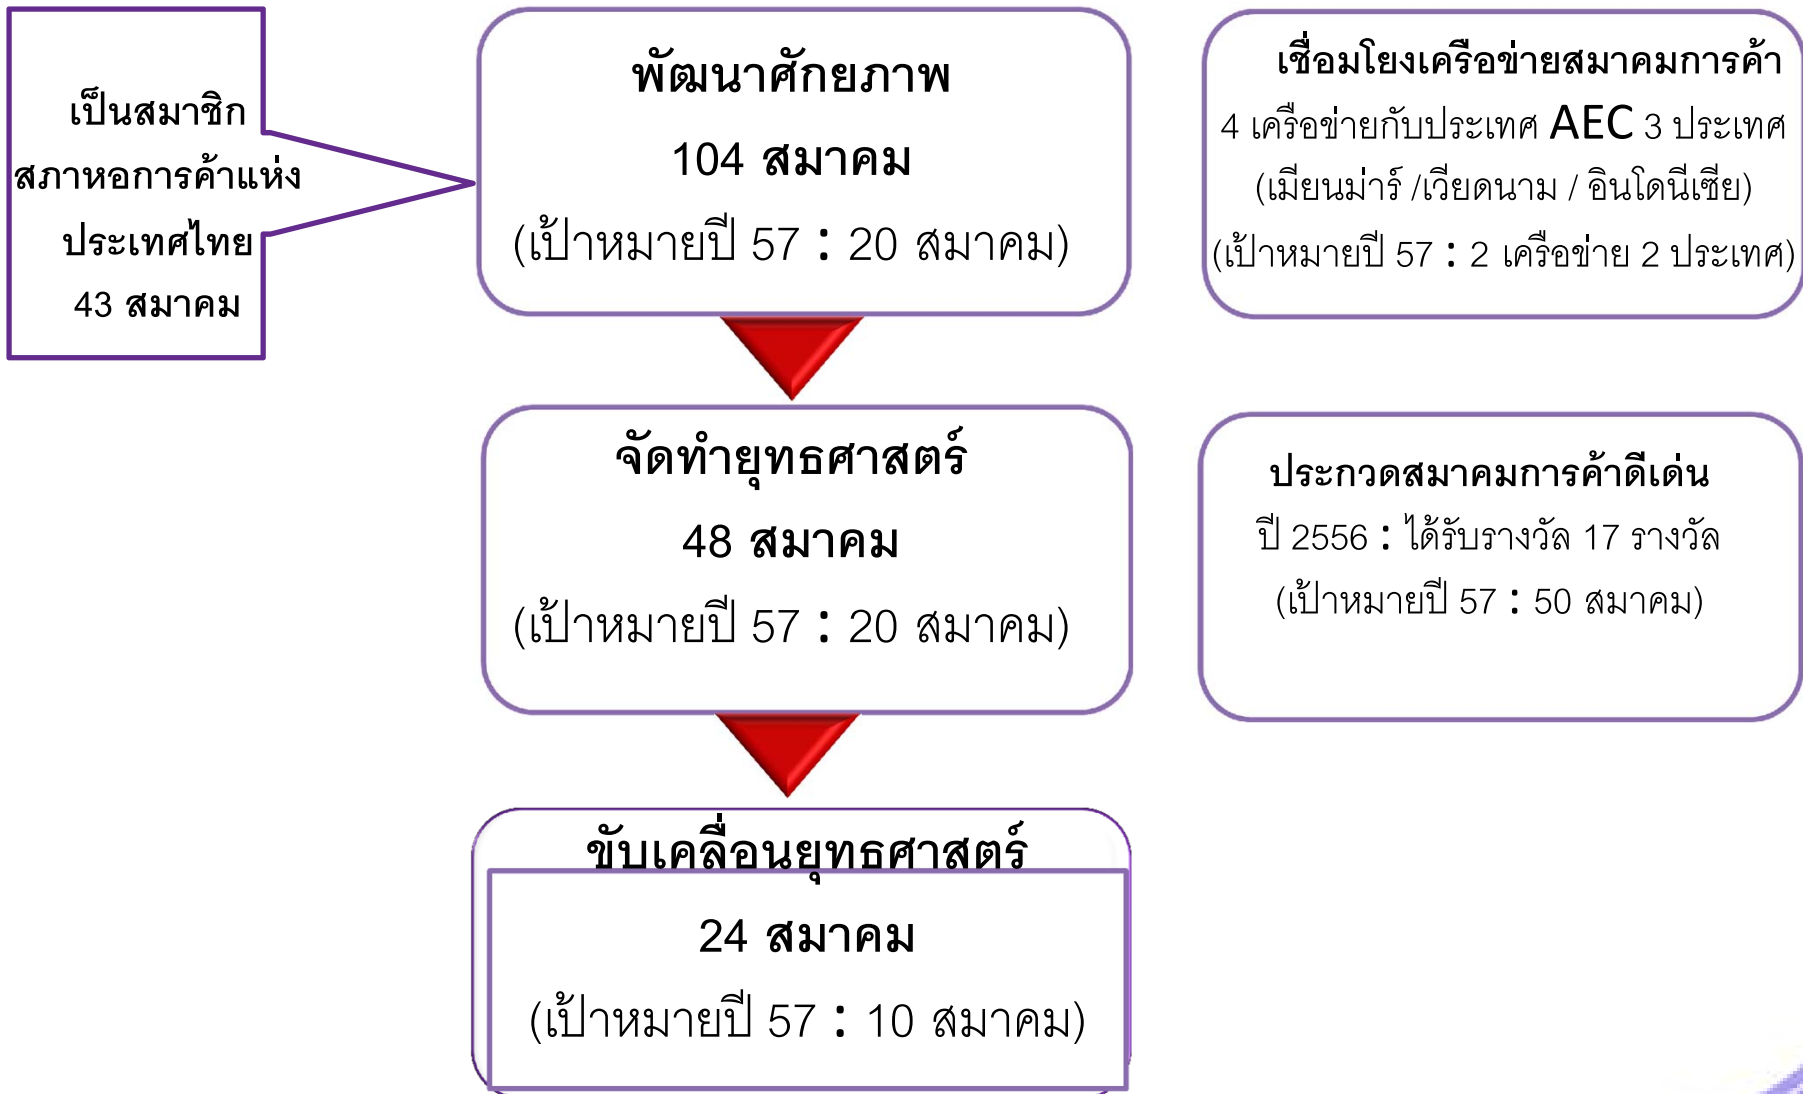 เป็นสมาชิก
สภาหอการค้าแห่ง
ประเทศไทย
43 สมาคม
พัฒนาศักยภาพ
104 สมาคม
(เป้าหมายปี 57 : 20 สมาคม)
จัดทำยุทธศาสตร์
48 สมาคม
(เป้าหมายปี 57 : 20 สมาคม)
ขับเคลื่อนยุทธศาสตร์
24 สมาคม
(เป้าหมายปี 57 : 10 สมาคม)
เชื่อมโยงเครือข่ายสมาคมการค้า
4 เครือข่ายกับประเทศ AEC 3 ประเทศ
(เมียนม่าร์ /เวียดนาม / อินโดนีเซีย)
(เป้าหมายปี 57 : 2 เครือข่าย 2 ประเทศ)
ประกวดสมาคมการค้าดีเด่น
ปี 2556 : ได้รับรางวัล 17 รางวัล
(เป้าหมายปี 57 : 50 สมาคม)